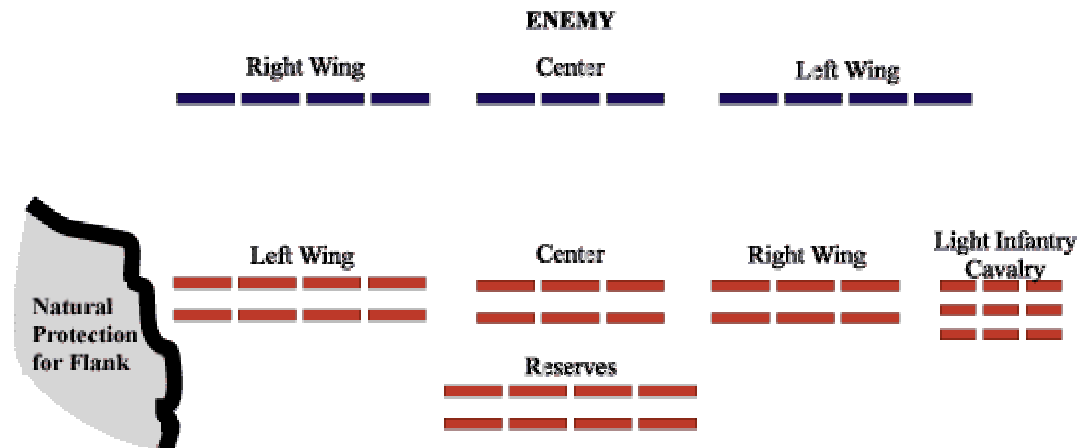 ENEMY
Right Wing
Center
Left Wing
Left Wing
Center
Right Wing
Light Infantry
Cavalry
Natural
Protection
for Flank
Reserves